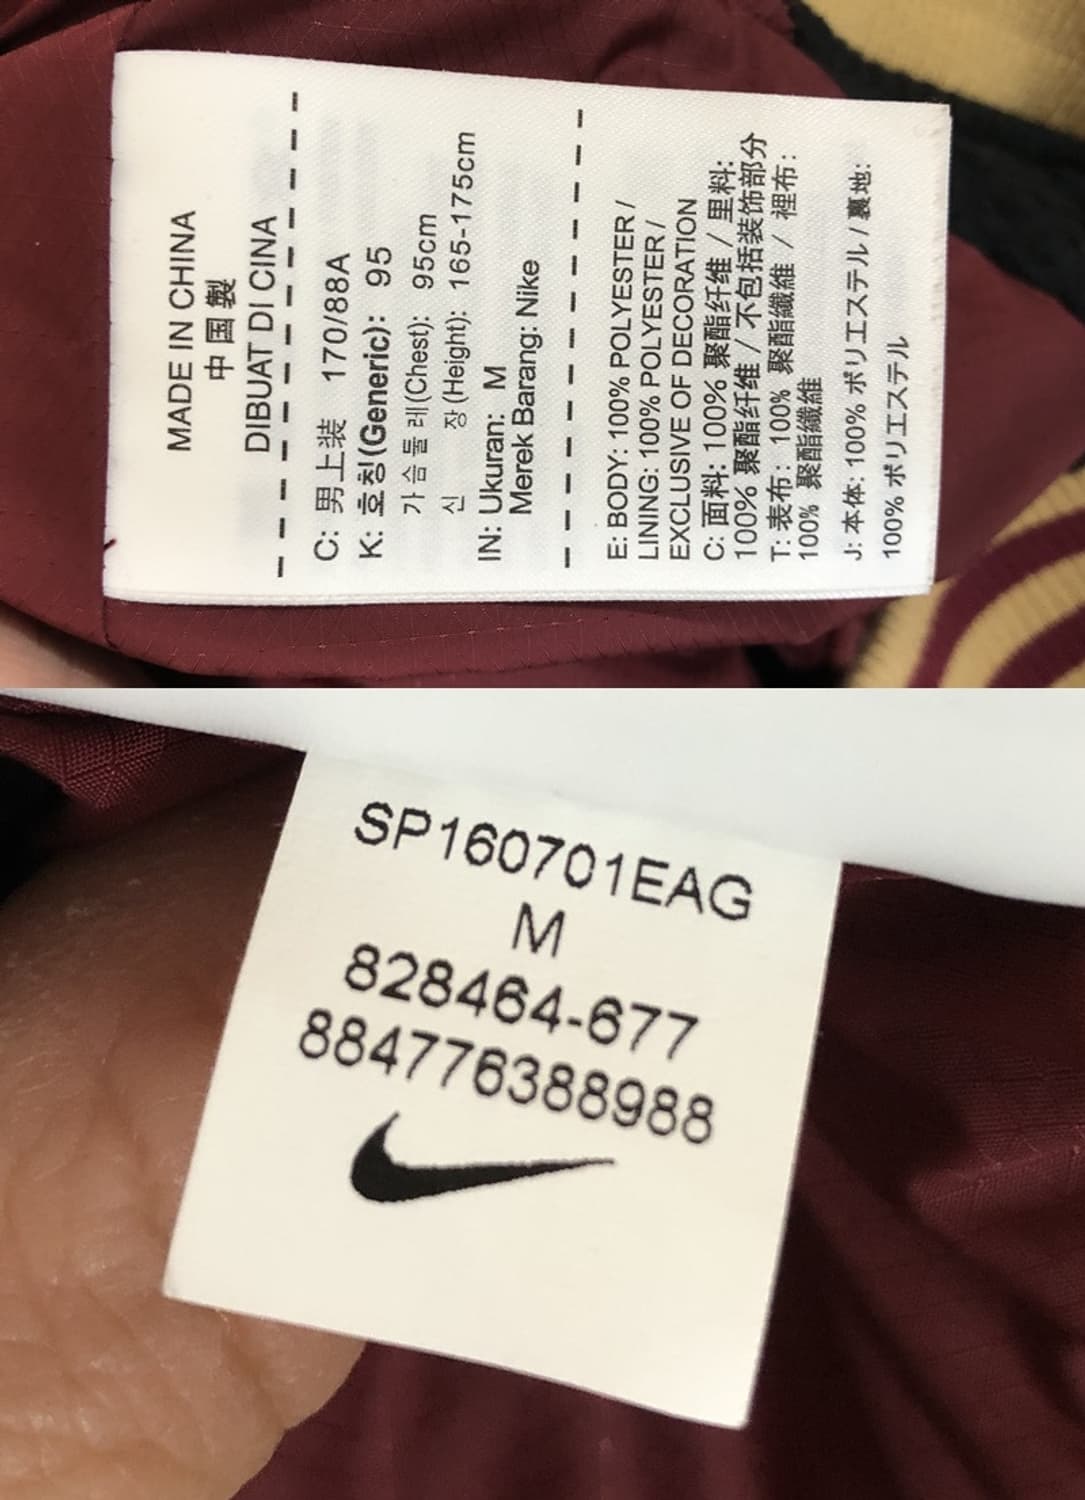 MADE IN CHINA
中国製
DIBUAT DI CINA
C: 男上装 170/88A
K: 호칭(Generic): 95
가슴둘레(Chest): 95cm
신 장(Height): 165-175cm
IN: Ukuran: M
Merek Barang: Nike
E: BODY: 100% POLYESTER /
LINING: 100% POLYESTER /
EXCLUSIVE OF DECORATION
C: 面料: 100% 聚酯纤维 / 里料:
100% 聚酯纤维 / 不包括装饰部分
T: 表布: 100% 聚酯纖維 / 裡布:
100% 聚酯纖維
J: 本体: 100% ポリエステル / 裏地:
100% ポリエステル
SP160701EAG
M
828464-677
884776388988